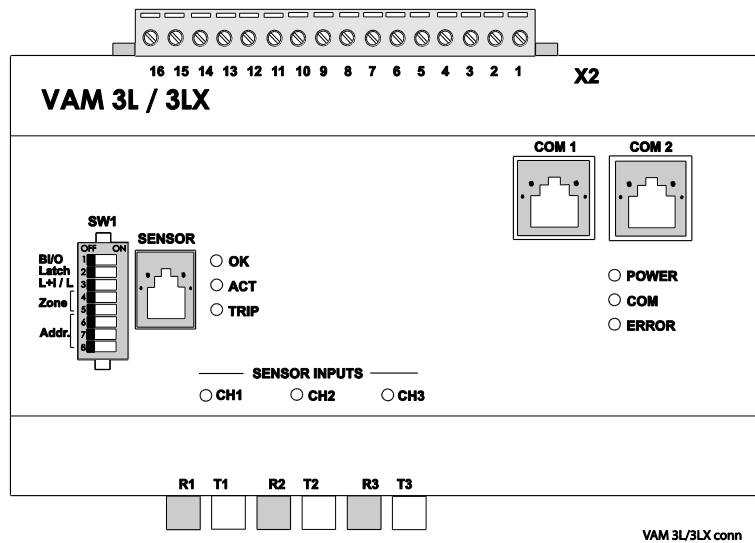 16 15 14 13 12 11 10 9 8 7 6 5 4 3 2 1 X2
VAM 3L / 3LX
COM 1 COM 2
SW1
SENSOR
OFF ON
BI/O 1
Latch 2
L+I / L 3
Zone 4
5
Addr. 6
7
8
OK
ACT
TRIP
POWER
COM
ERROR
SENSOR INPUTS
CH1 CH2 CH3
R1 T1 R2 T2 R3 T3
VAM 3L/3LX conn